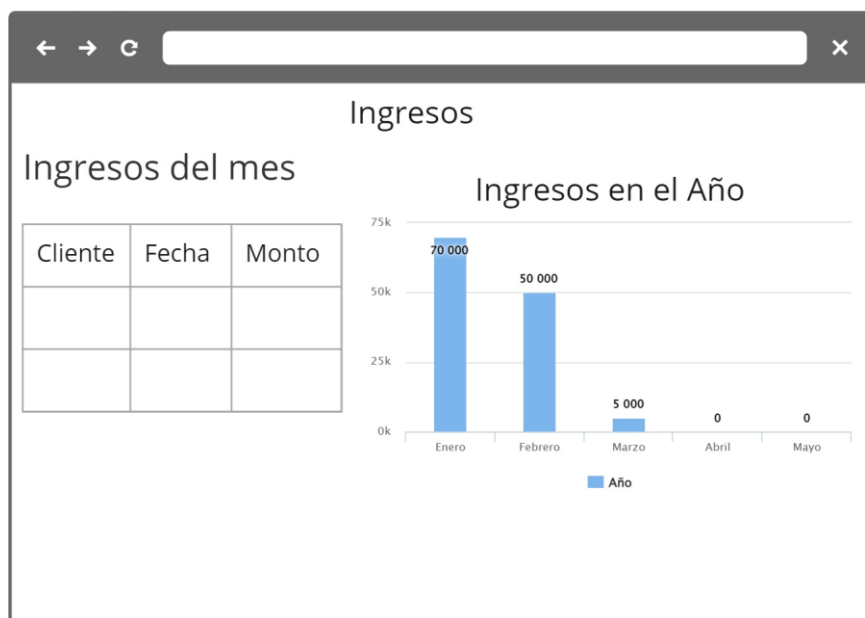 Ingresos
Ingresos del mes
Cliente Fecha Monto
Ingresos en el Año
75k
50k
25k
0k
70 000
50 000
5 000
0
0
Enero Febrero Marzo Abril Mayo
Año